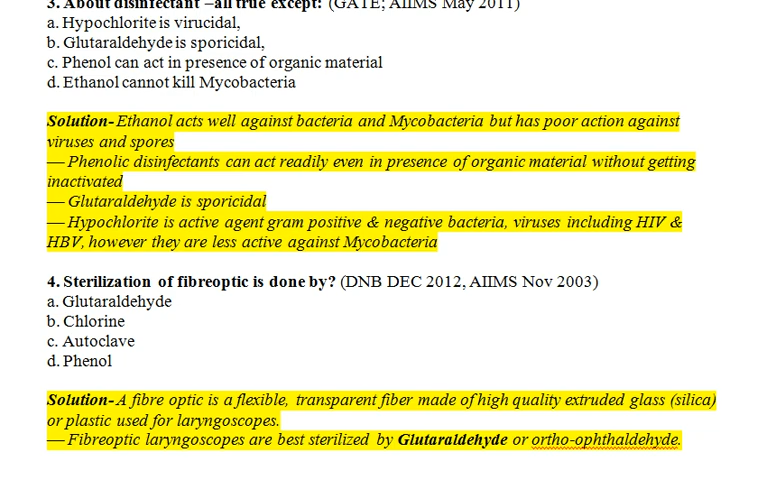 3. About disinfectant –all true except: (GATE; AIIMS May 2011)
a. Hypochlorite is virucidal,
b. Glutaraldehyde is sporicidal,
c. Phenol can act in presence of organic material
d. Ethanol cannot kill Mycobacteria
Solution- Ethanol acts well against bacteria and Mycobacteria but has poor action against
viruses and spores
— Phenolic disinfectants can act readily even in presence of organic material without getting
inactivated
— Glutaraldehyde is sporicidal
— Hypochlorite is active agent gram positive & negative bacteria, viruses including HIV &
HBV, however they are less active against Mycobacteria
4. Sterilization of fibreoptic is done by? (DNB DEC 2012, AIIMS Nov 2003)
a. Glutaraldehyde
b. Chlorine
c. Autoclave
d. Phenol
Solution- A fibre optic is a flexible, transparent fiber made of high quality extruded glass (silica)
or plastic used for laryngoscopes.
— Fibreoptic laryngoscopes are best sterilized by Glutaraldehyde or ortho-ophthaldehyde.